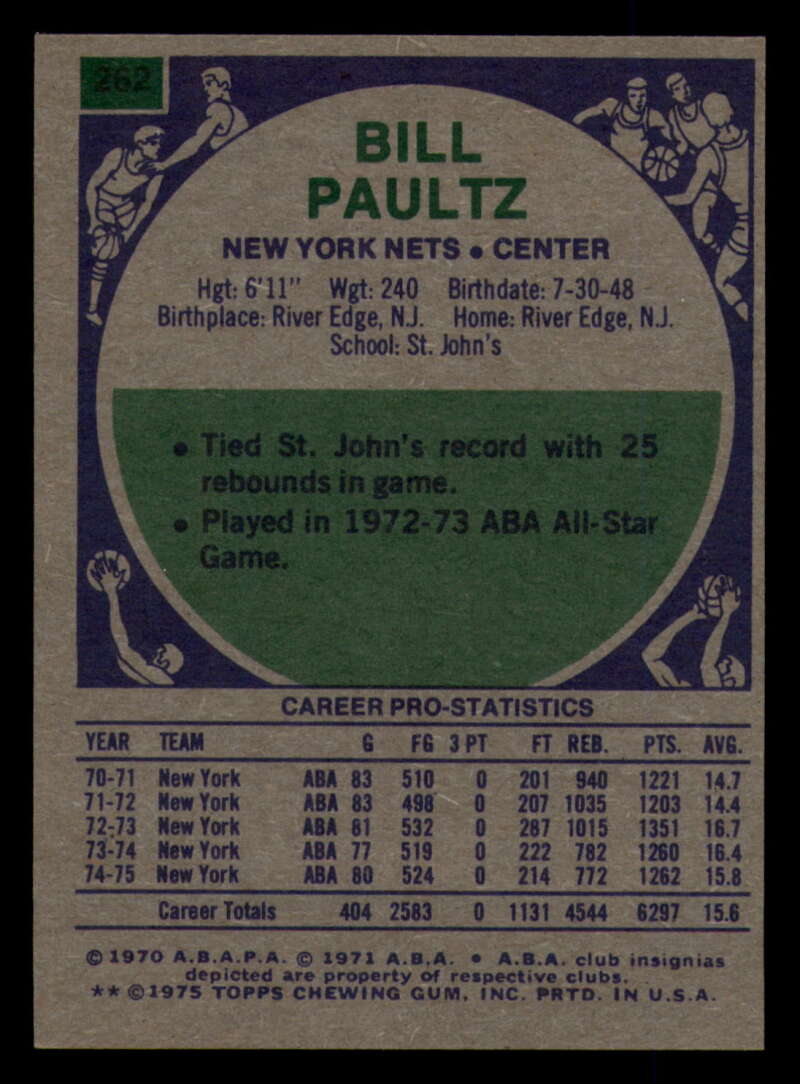 262
BILL
PAULTZ
NEW YORK NETS • CENTER
Hgt: 6'11" Wgt: 240 Birthdate: 7-30-48
Birthplace: River Edge, N.J. Home: River Edge, N.J.
School: St. John's
• Tied St. John's record with 25
rebounds in game.
• Played in 1972-73 ABA All-Star
Game.
CAREER PRO-STATISTICS
YEAR TEAM G FG 3 PT FT REB. PTS. AVG.
70-71 New York ABA 83 510 0 201 940 1221 14.7
71-72 New York ABA 83 498 0 207 1035 1203 14.4
72-73 New York ABA 81 532 0 287 1015 1351 16.7
73-74 New York ABA 77 519 0 222 782 1260 16.4
74-75 New York ABA 80 524 0 214 772 1262 15.8
Career Totals 404 2583 0 1131 4544 6297 15.6
© 1970 A.B.A.P.A. © 1971 A.B.A. • A.B.A. club insignias
depicted are property of respective clubs.
** © 1975 TOPPS CHEWING GUM, INC. PRTD. IN U.S.A.